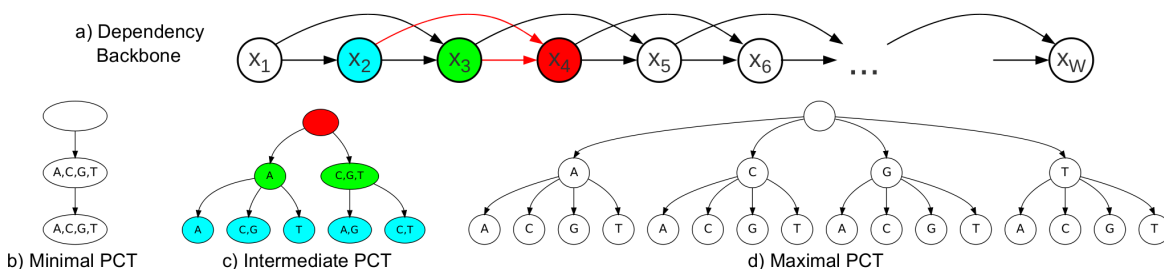 a) Dependency
Backbone
X1 X2 X3 X4 X5 X6 ... XW
A,C,G,T
A,C,G,T
b) Minimal PCT
A C,G,T
A C,G T A,G C,T
c) Intermediate PCT
A C G T
A C G T A C G T A C G T A C G T
d) Maximal PCT